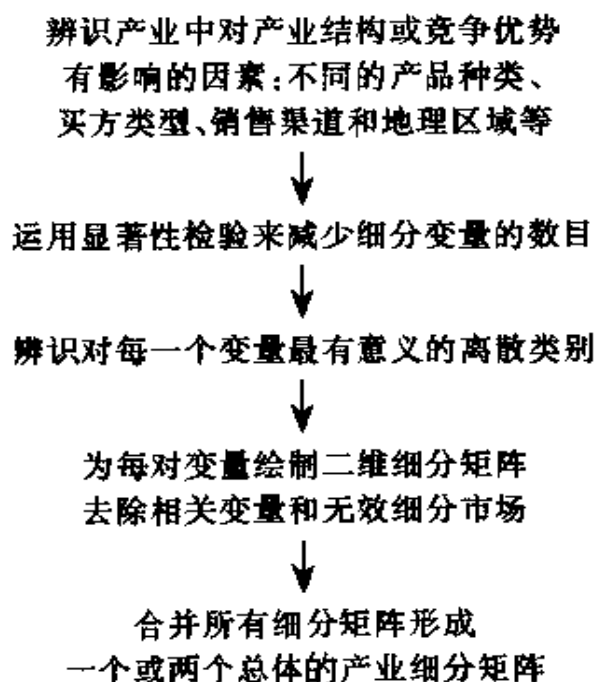 辨识产业中对产业结构或竞争优势
有影响的因素:不同的产品种类、
买方类型、销售渠道和地理区域等
运用显著性检验来减少细分变量的数目
辨识对每一个变量最有意义的离散类别
为每对变量绘制二维细分矩阵
去除相关变量和无效细分市场
合并所有细分矩阵形成
一个或两个总体的产业细分矩阵